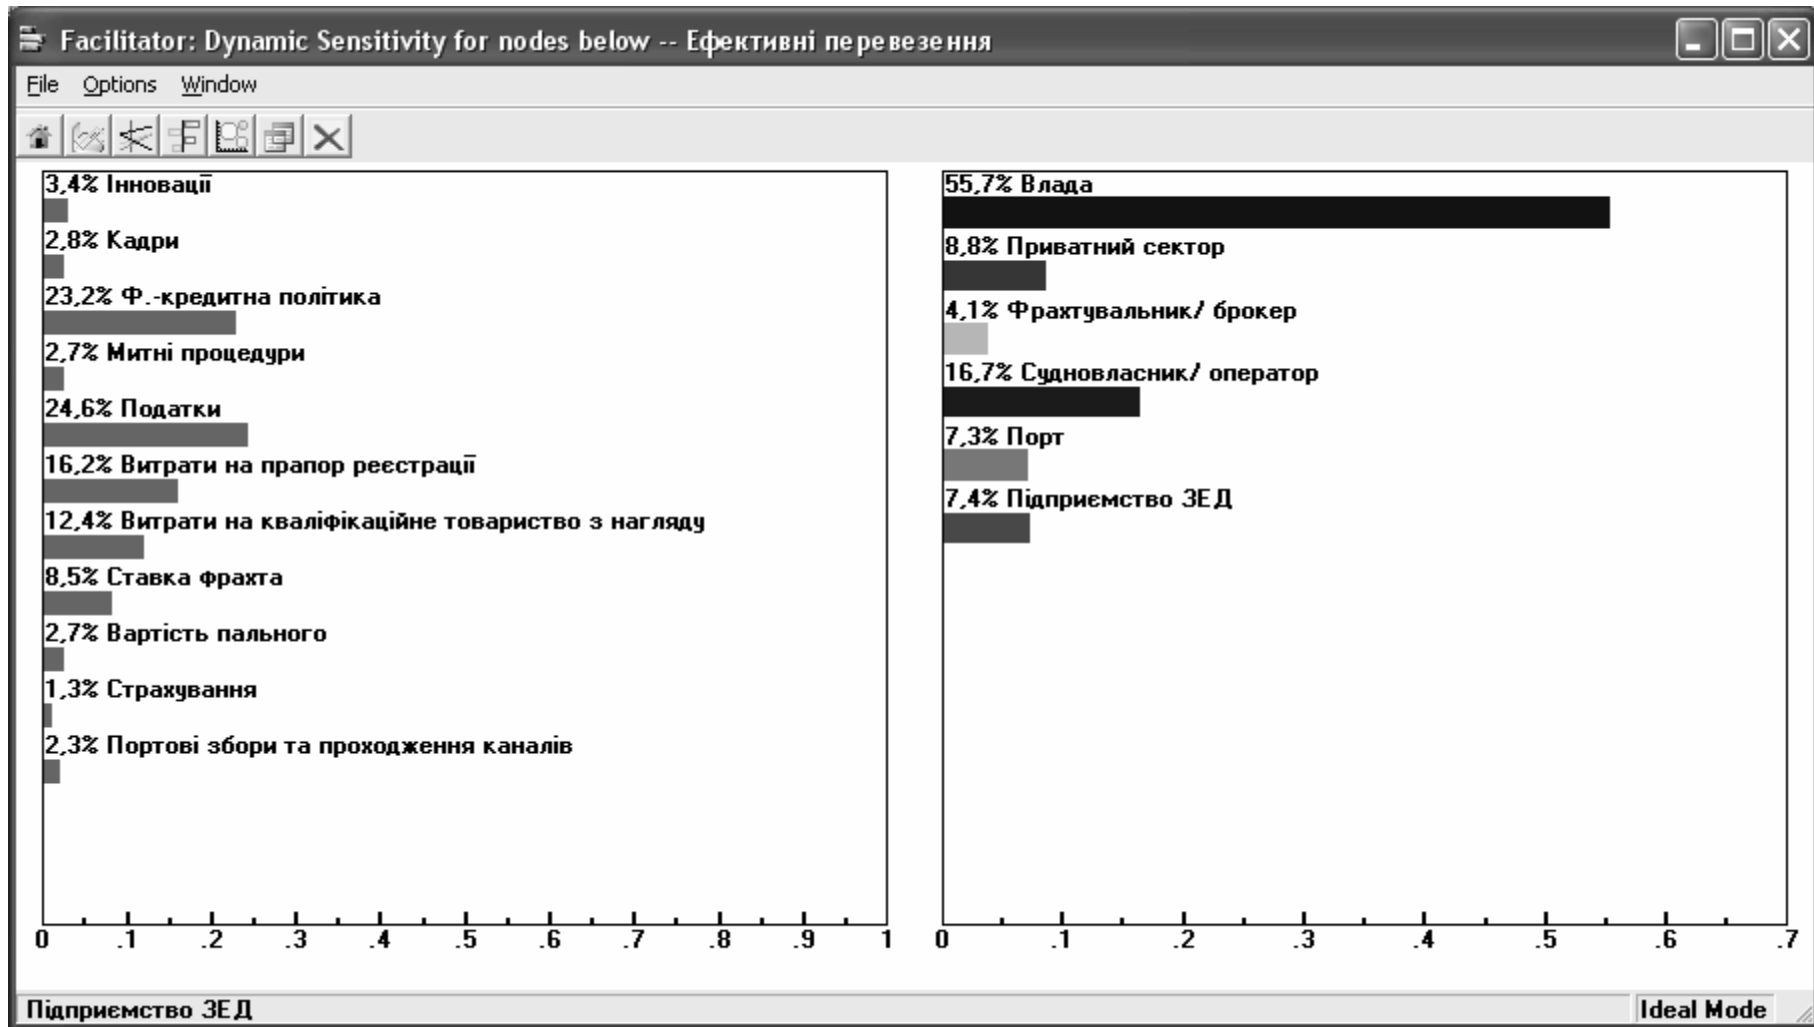 Facilitator: Dynamic Sensitivity for nodes below -- Ефективні перевезення
File Options Window
3,4% Інновації
2,8% Кадри
23,2% Ф.-кредитна політика
2,7% Митні процедури
24,6% Податки
16,2% Витрати на прапор реєстрації
12,4% Витрати на кваліфікаційне товариство з нагляду
8,5% Ставка фрахта
2,7% Вартість пального
1,3% Страхування
2,3% Портові збори та проходження каналів
0 .1 .2 .3 .4 .5 .6 .7 .8 .9 1
55,7% Влада
8,8% Приватний сектор
4,1% Фрахтувальник/ брокер
16,7% Судновласник/ оператор
7,3% Порт
7,4% Підприємство ЗЕД
0 .1 .2 .3 .4 .5 .6 .7
Підприємство ЗЕД
Ideal Mode